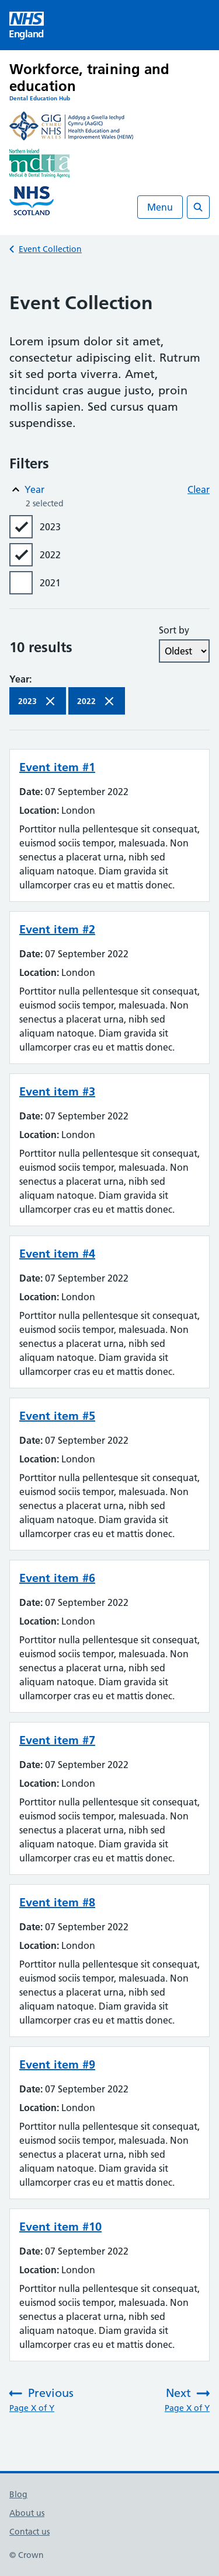 NHS
England
Workforce, training and
education
Dental Education Hub
GIG
CYMRU
NHS
WALES
Addysg a Gwella Iechyd
Cymru (AaGIC)
Health Education and
Improvement Wales (HEIW)
Northern Ireland
mdta
Medical & Dental Training Agency
NHS
SCOTLAND
Menu
Event Collection
Event Collection
Lorem ipsum dolor sit amet,
consectetur adipiscing elit. Rutrum
sit sed porta viverra. Amet,
tincidunt cras augue justo, proin
mollis sapien. Sed cursus quam
suspendisse.
Filters
Year
Clear
2 selected
2023
2022
2021
Sort by
10 results
Oldest
Year:
2023
2022
Event item #1
Date: 07 September 2022
Location: London
Porttitor nulla pellentesque sit consequat,
euismod sociis tempor, malesuada. Non
senectus a placerat urna, nibh sed
aliquam natoque. Diam gravida sit
ullamcorper cras eu et mattis donec.
Event item #2
Date: 07 September 2022
Location: London
Porttitor nulla pellentesque sit consequat,
euismod sociis tempor, malesuada. Non
senectus a placerat urna, nibh sed
aliquam natoque. Diam gravida sit
ullamcorper cras eu et mattis donec.
Event item #3
Date: 07 September 2022
Location: London
Porttitor nulla pellentesque sit consequat,
euismod sociis tempor, malesuada. Non
senectus a placerat urna, nibh sed
aliquam natoque. Diam gravida sit
ullamcorper cras eu et mattis donec.
Event item #4
Date: 07 September 2022
Location: London
Porttitor nulla pellentesque sit consequat,
euismod sociis tempor, malesuada. Non
senectus a placerat urna, nibh sed
aliquam natoque. Diam gravida sit
ullamcorper cras eu et mattis donec.
Event item #5
Date: 07 September 2022
Location: London
Porttitor nulla pellentesque sit consequat,
euismod sociis tempor, malesuada. Non
senectus a placerat urna, nibh sed
aliquam natoque. Diam gravida sit
ullamcorper cras eu et mattis donec.
Event item #6
Date: 07 September 2022
Location: London
Porttitor nulla pellentesque sit consequat,
euismod sociis tempor, malesuada. Non
senectus a placerat urna, nibh sed
aliquam natoque. Diam gravida sit
ullamcorper cras eu et mattis donec.
Event item #7
Date: 07 September 2022
Location: London
Porttitor nulla pellentesque sit consequat,
euismod sociis tempor, malesuada. Non
senectus a placerat urna, nibh sed
aliquam natoque. Diam gravida sit
ullamcorper cras eu et mattis donec.
Event item #8
Date: 07 September 2022
Location: London
Porttitor nulla pellentesque sit consequat,
euismod sociis tempor, malesuada. Non
senectus a placerat urna, nibh sed
aliquam natoque. Diam gravida sit
ullamcorper cras eu et mattis donec.
Event item #9
Date: 07 September 2022
Location: London
Porttitor nulla pellentesque sit consequat,
euismod sociis tempor, malesuada. Non
senectus a placerat urna, nibh sed
aliquam natoque. Diam gravida sit
ullamcorper cras eu et mattis donec.
Event item #10
Date: 07 September 2022
Location: London
Porttitor nulla pellentesque sit consequat,
euismod sociis tempor, malesuada. Non
senectus a placerat urna, nibh sed
aliquam natoque. Diam gravida sit
ullamcorper cras eu et mattis donec.
Previous
Page X of Y
Next
Page X of Y
Blog
About us
Contact us
© Crown